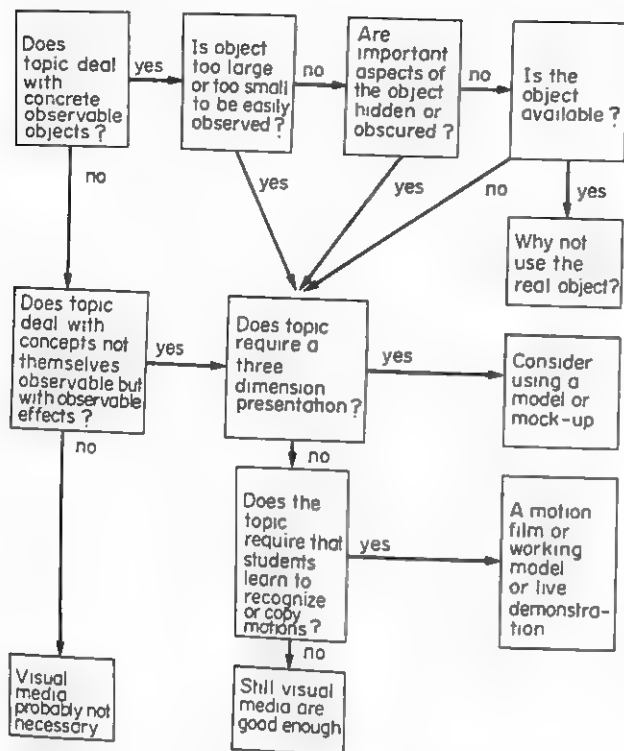 Does
topic deal
with
concrete
observable
objects ?
yes
Is object
too large
or too small
to be easily
observed ?
no
Are
important
aspects of
the object
hidden or
obscured ?
no
Is the
object
available ?
no
yes
yes
no
yes
Why not
use the
real object?
Does topic
deal with
concepts not
themselves
observable but
with observable
effects ?
yes
Does topic
require a
three
dimension
presentation ?
yes
Consider
using a
model or
mock-up
no
no
Does the
topic
require that
students
learn to
recognize
or copy
motions ?
yes
A motion
film or
working
model
or live
demonstra-
tion
no
Visual
media
probably not
necessary
Still visual
media are
good enough